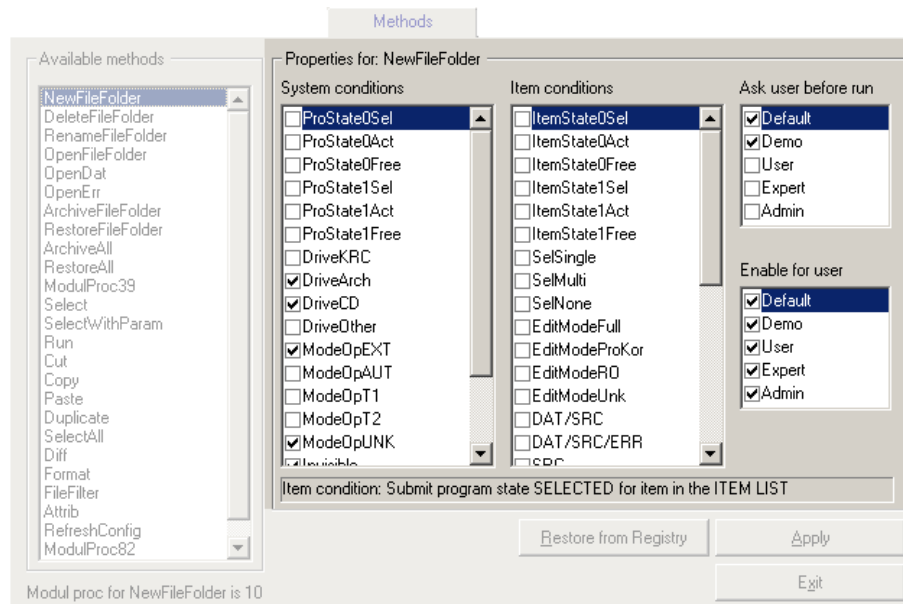 Methods
Available methods
NewFileFolder
DeleteFileFolder
RenameFileFolder
OpenFileFolder
OpenDat
OpenErr
ArchiveFileFolder
RestoreFileFolder
ArchiveAll
RestoreAll
ModulProc39
Select
SelectWithParam
Run
Cut
Copy
Paste
Duplicate
SelectAll
Diff
Format
FileFilter
Attrib
RefreshConfig
ModulProc82
Modul proc for NewFileFolder is 10
Properties for: NewFileFolder
System conditions
ProState0Sel
ProState0Act
ProState0Free
ProState1Sel
ProState1Act
ProState1Free
DriveKRC
DriveArch
DriveCD
DriveOther
ModeOpEXT
ModeOpAUT
ModeOpT1
ModeOpT2
ModeOpUNK
Invisible
Item conditions
ItemState0Sel
ItemState0Act
ItemState0Free
ItemState1Sel
ItemState1Act
ItemState1Free
SelSingle
SelMulti
SelNone
EditModeFull
EditModeProKor
EditModeRO
EditModeUnk
DAT/SRC
DAT/SRC/ERR
SRC
Ask user before run
Default
Demo
User
Expert
Admin
Enable for user
Default
Demo
User
Expert
Admin
Item condition: Submit program state SELECTED for item in the ITEM LIST
Restore from Registry
Apply
Exit